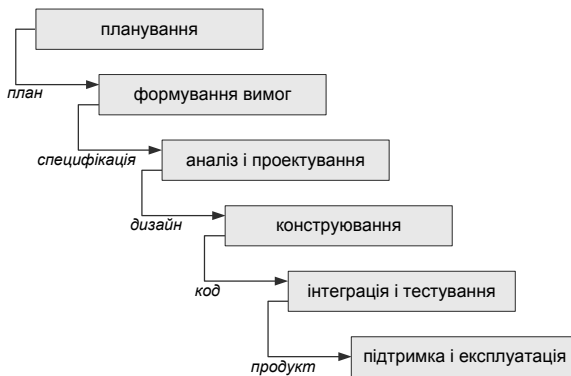 планування
план
формування вимог
специфікація
аналіз і проектування
дизайн
конструювання
код
інтеграція і тестування
продукт
підтримка і експлуатація